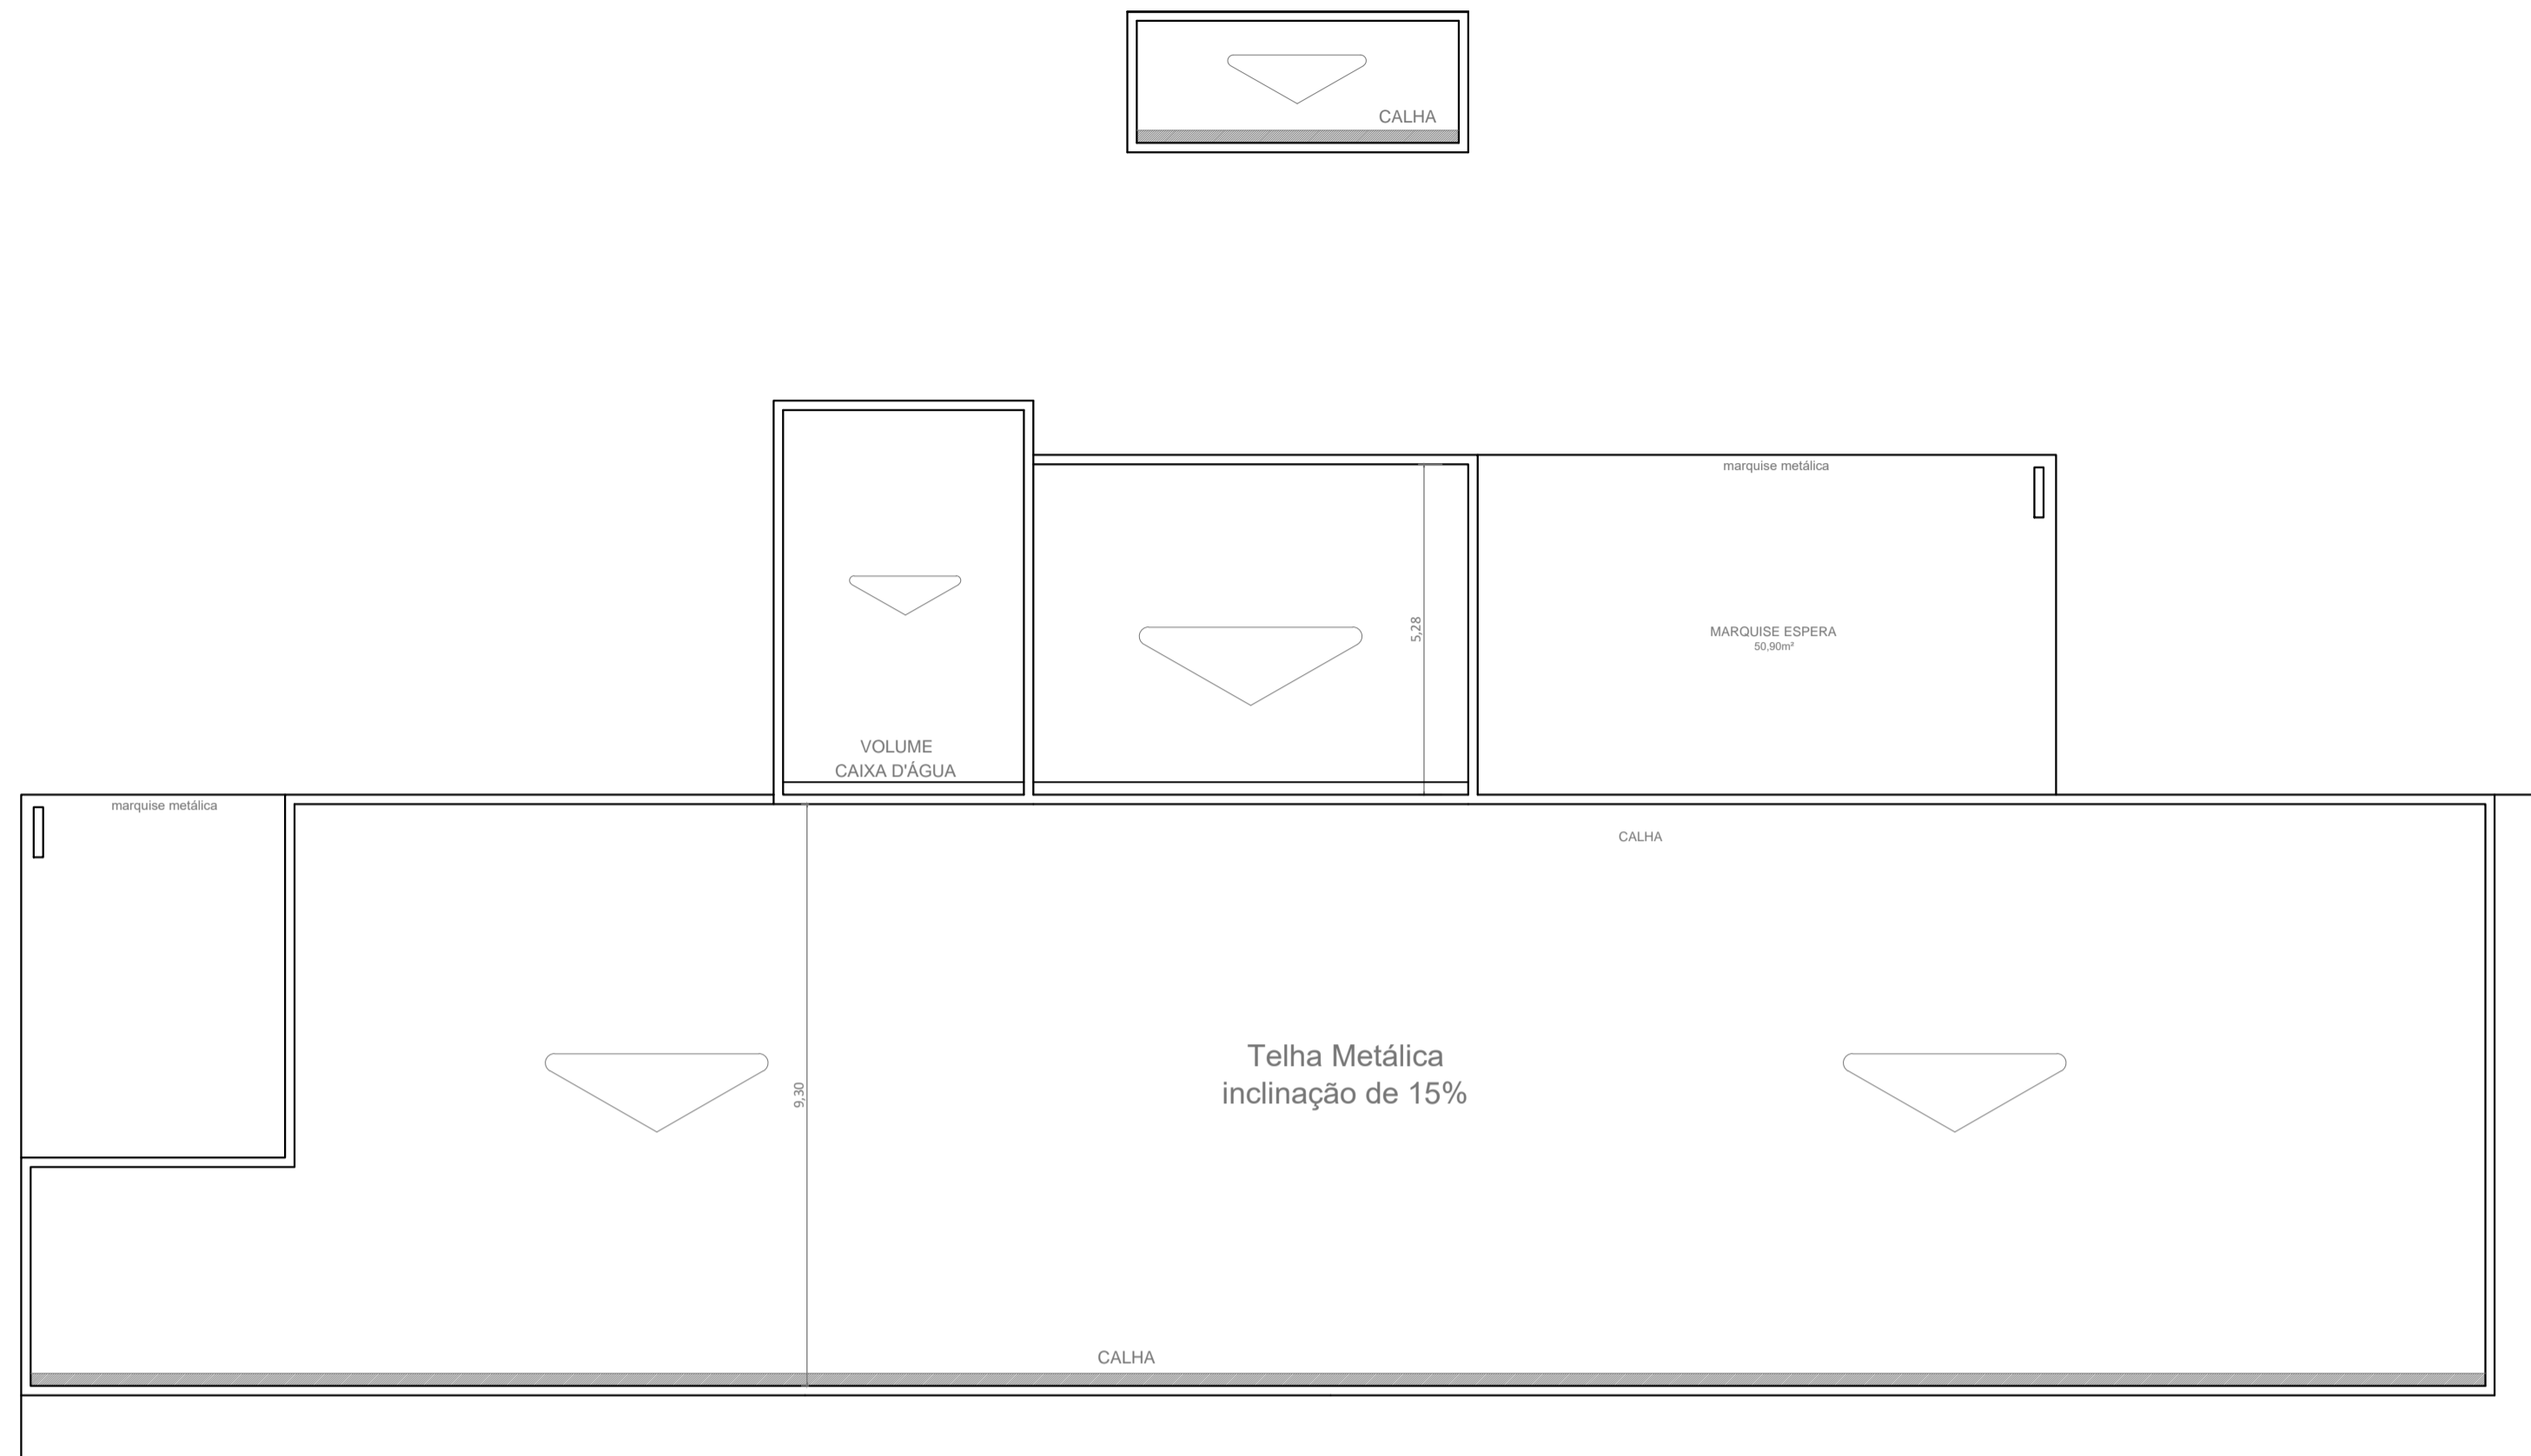 CALHA
marquise metálica
5,28
MARQUISE ESPERA
50,90m²
VOLUME
CAIXA D'ÁGUA
marquise metálica
CALHA
Telha Metálica
inclinação de 15%
9,30
CALHA